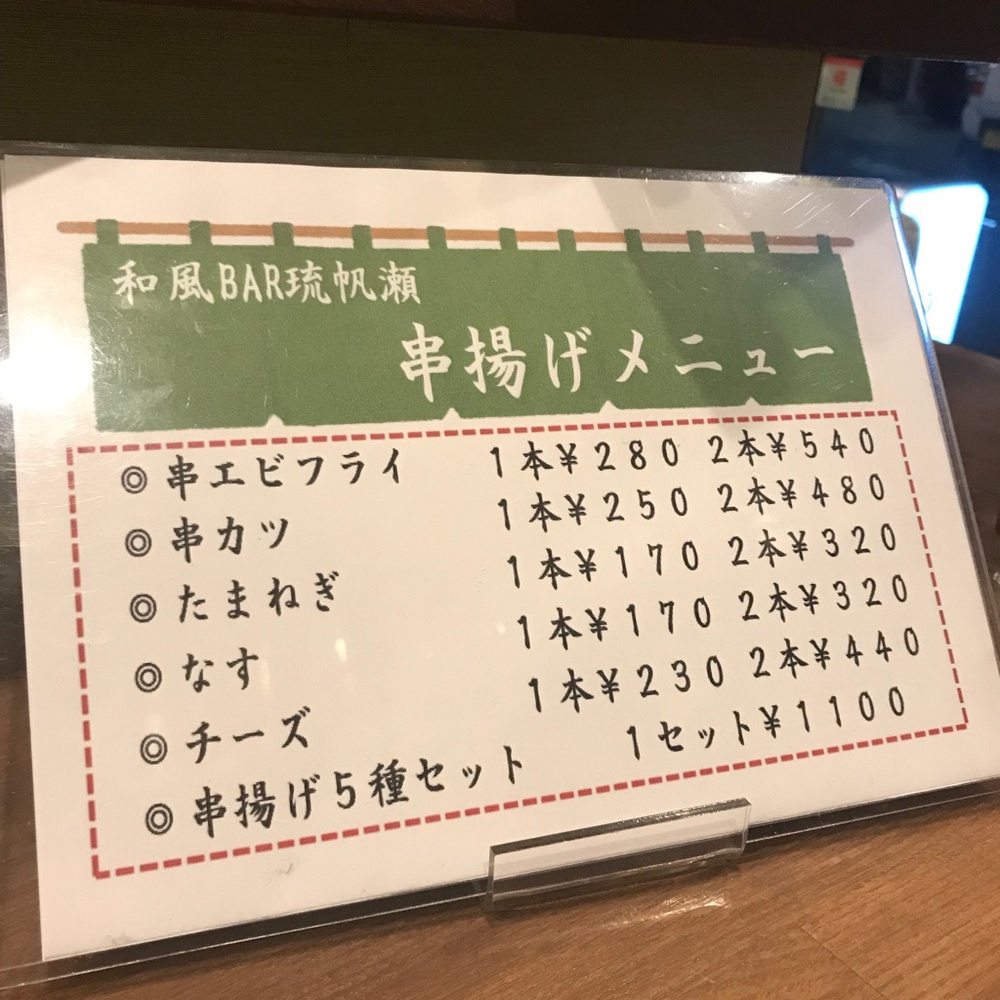 和風BAR琉帆瀬
串揚げメニュー
◎串エビフライ 1本¥280 2本¥540
◎串カツ 1本¥250 2本¥480
◎たまねぎ 1本¥170 2本¥320
◎なす 1本¥170 2本¥320
◎チーズ 1本¥230 2本¥440
◎串揚げ5種セット 1セット¥1100